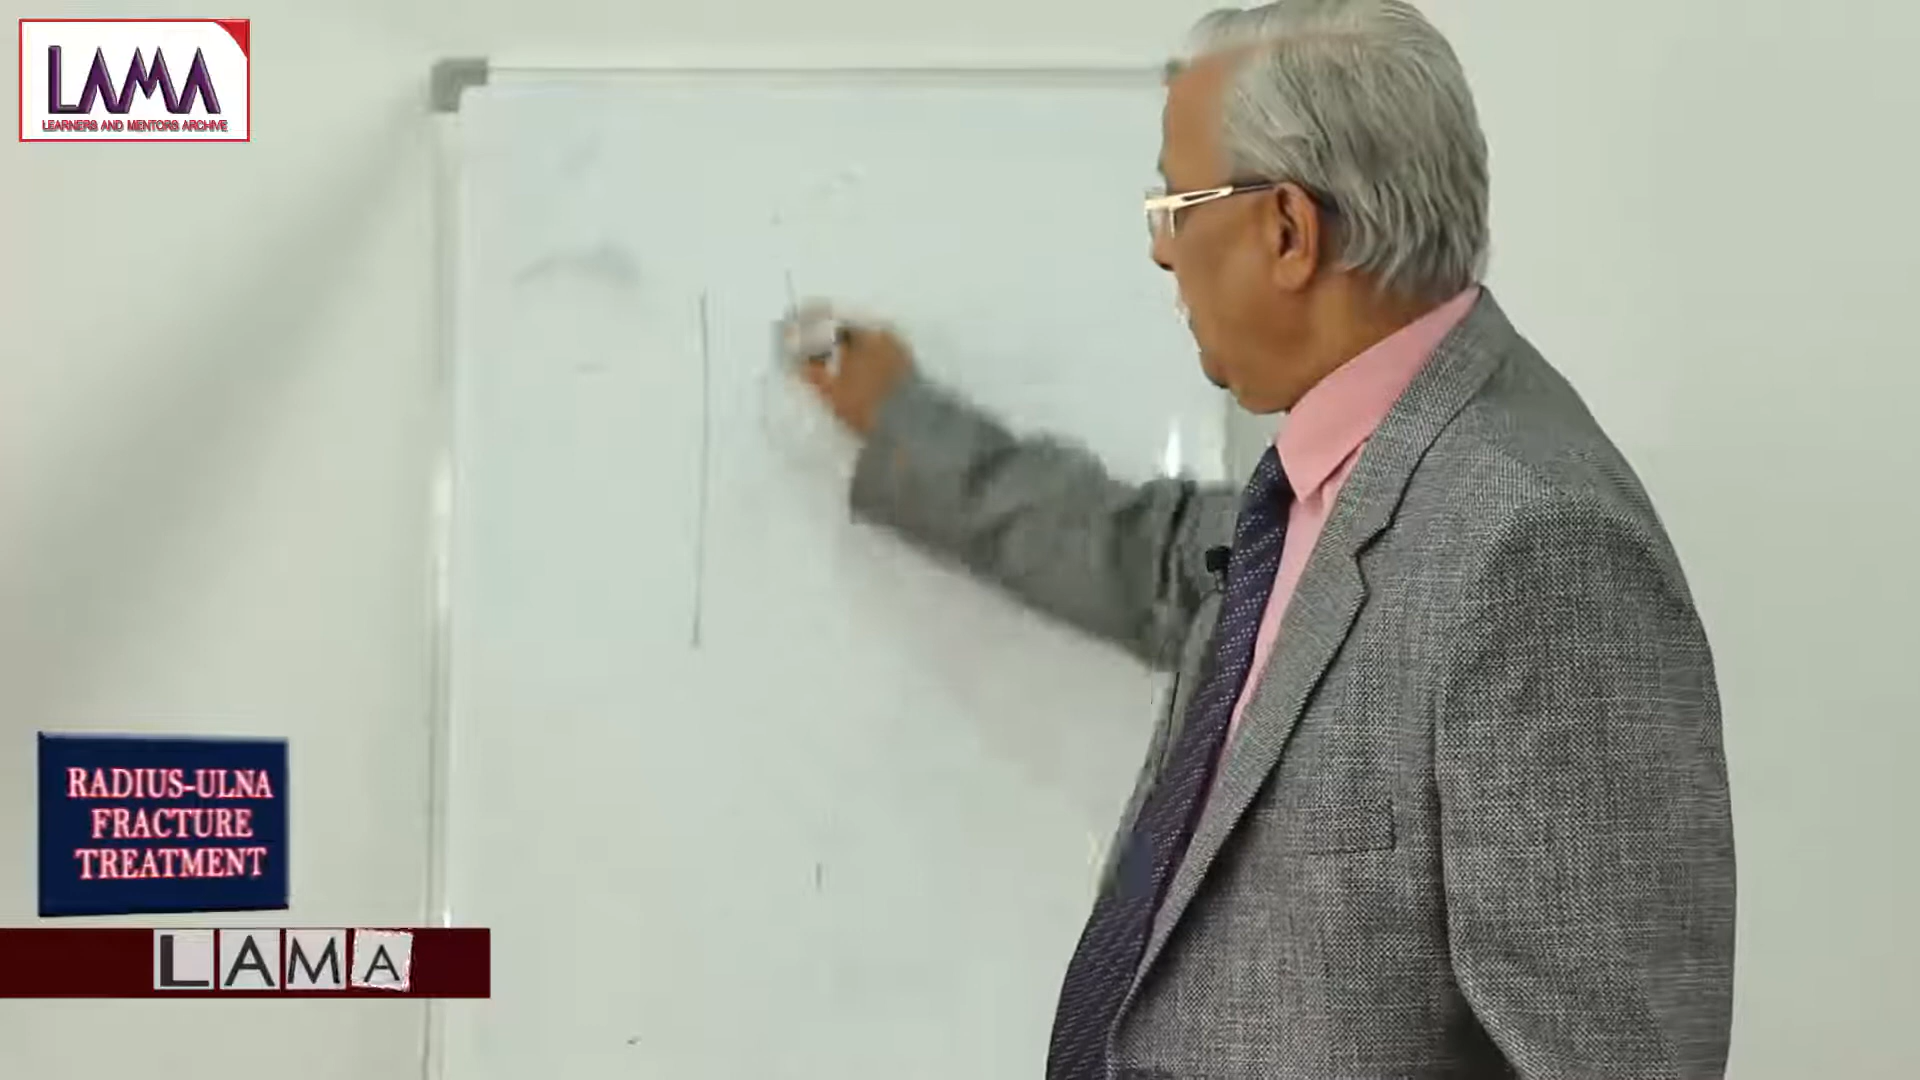 LAMA
LEARNERS AND MENTORS ARCHIVE
RADIUS-ULNA
FRACTURE
TREATMENT
LAMA